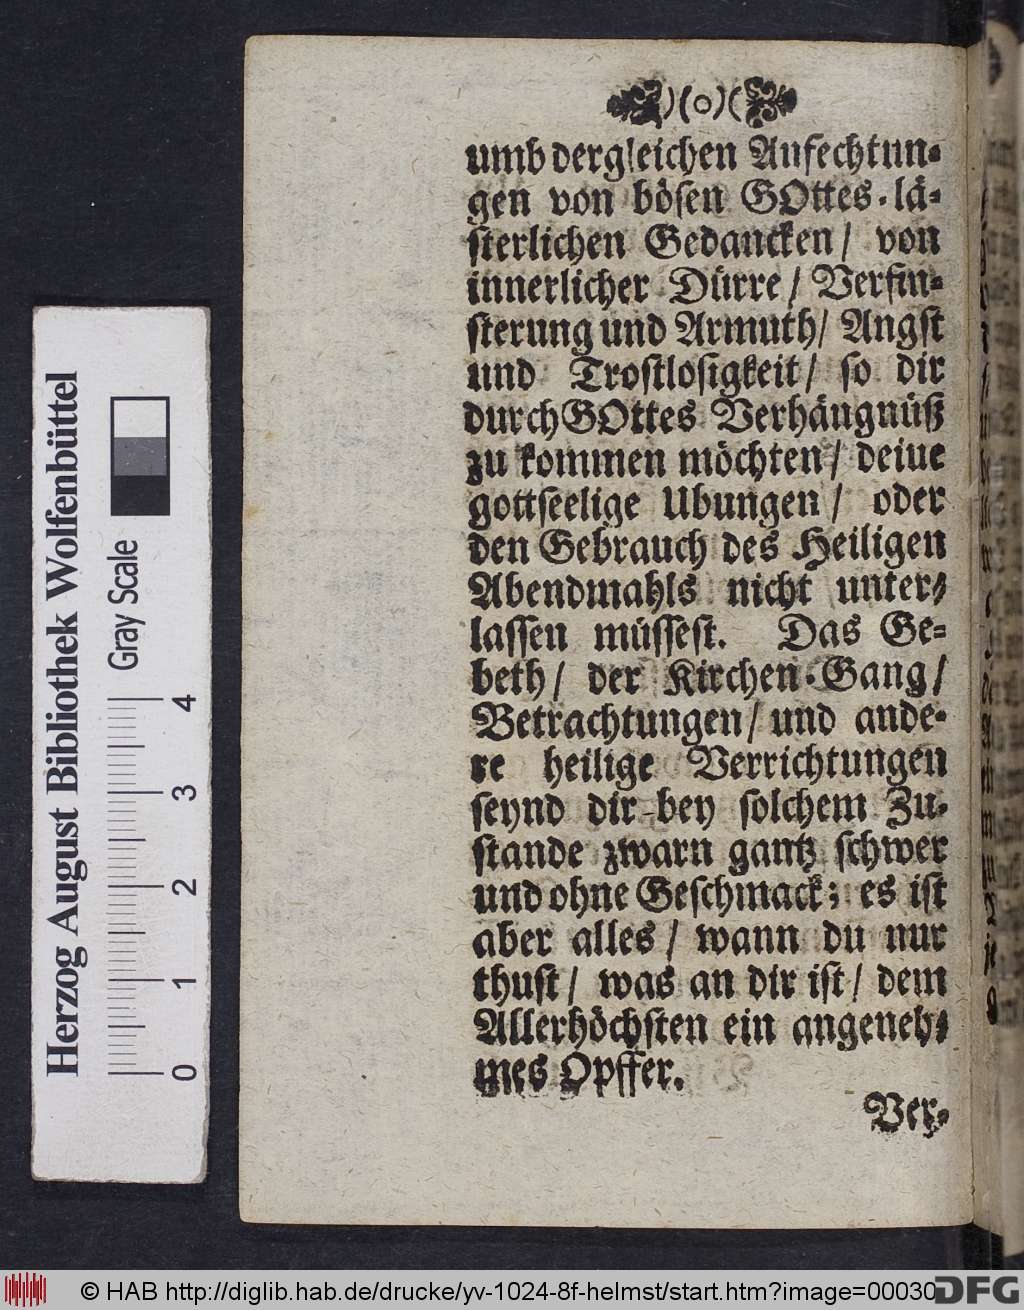 )(o)(
umb dergleichen Anfechtun-
gen von bösen GOttes-lä-
sterlichen Gedancken / von
innerlicher Dürre / Verfin-
sterung und Armuth / Angst
und Trostlosigkeit / so dir
durch GOttes Verhängnüß
zu kommen möchten / deiue
gottseelige Ubungen / oder
den Gebrauch des Heiligen
Abendmahls nicht unter-
lassen müssest. Das Ge-
beth / der Kirchen-Gang /
Betrachtungen / und ande-
re heilige Verrichtungen
seynd dir bey solchem Zu-
stande zwarn gantz schwer
und ohne Geschmack; es ist
aber alles / wann du nur
thust / was an dir ist / dem
Allerhöchsten ein angeneh-
mes Opffer.
Ver-
Herzog August Bibliothek Wolfenbüttel
Gray Scale
0 1 2 3 4
© HAB http://diglib.hab.de/drucke/yv-1024-8f-helmst/start.htm?image=00030
DFG